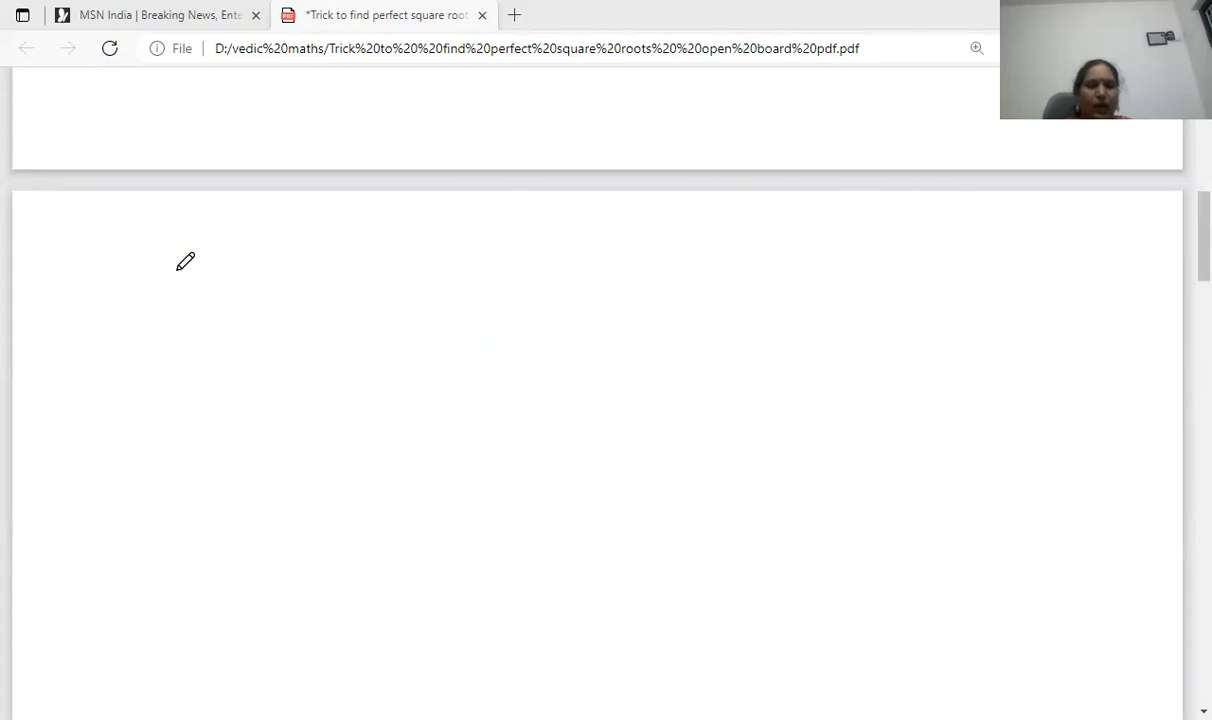 MSN India | Breaking News, Ente
*Trick to find perfect square root
File
D:/vedic%20maths/Trick%20to%20%20find%20perfect%20square%20roots%20%20open%20board%20pdf.pdf
PDF